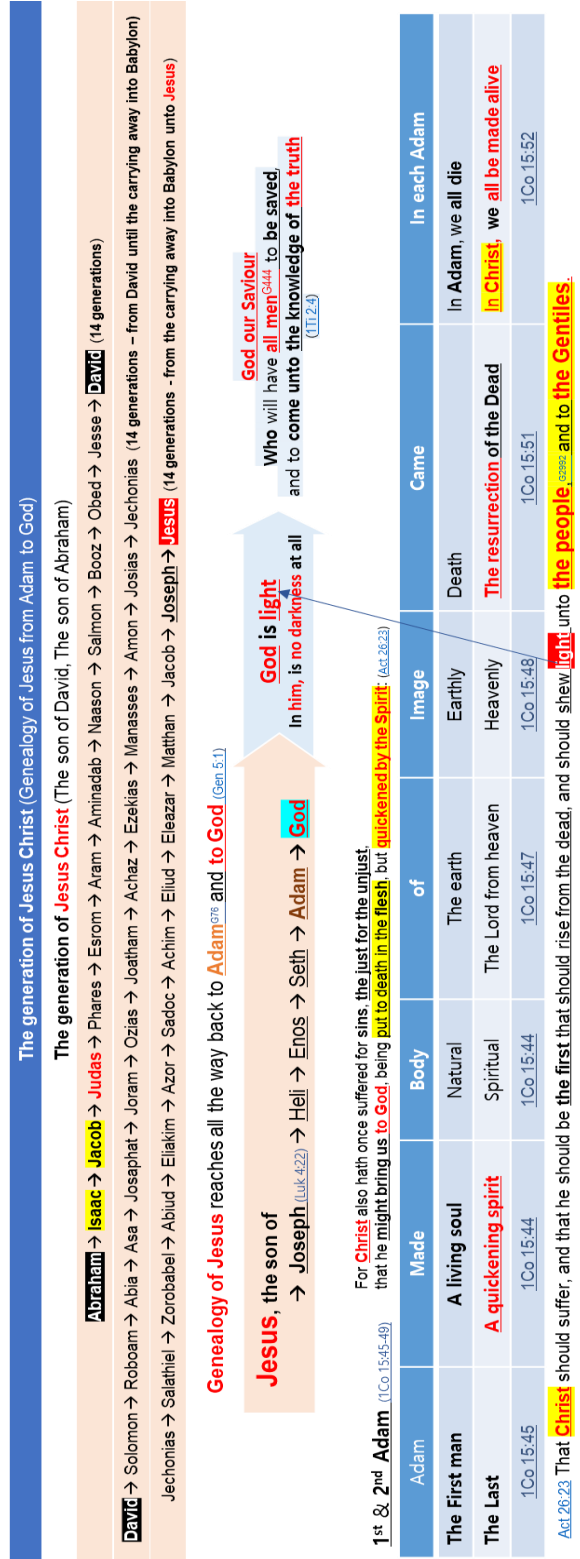 The generation of Jesus Christ (Genealogy of Jesus from Adam to God)
The generation of Jesus Christ (The son of David, The son of Abraham)
Abraham → Isaac → Jacob → Judas → Phares → Esrom → Aram → Aminadab → Naason → Salmon → Booz → Obed → Jesse → David (14 generations)
David → Solomon → Roboam → Abia → Asa → Josaphat → Joram → Ozias → Joatham → Achaz → Ezekias → Manasses → Amon → Josias → Jechonias (14 generations – from David until the carrying away into Babylon)
Jechonias → Salathiel → Zorobabel → Abiud → Eliakim → Azor → Sadoc → Achim → Eliud → Eleazar → Matthan → Jacob → Joseph → Jesus (14 generations - from the carrying away into Babylon unto Jesus)
Genealogy of Jesus reaches all the way back to Adam G76 and to God (Gen 5:1)
Jesus, the son of
→ Joseph (Luk 4:22) → Heli → Enos → Seth → Adam → God
God is light
In him, is no darkness at all
God our Saviour
Who will have all men G444 to be saved,
and to come unto the knowledge of the truth
(1Ti 2:4)
For Christ also hath once suffered for sins, the just for the unjust,
that he might bring us to God, being put to death in the flesh, but quickened by the Spirit: (Act 26:23)
1st & 2nd Adam (1Co 15:45-49)
Adam Made Body of Image Came In each Adam
The First man A living soul Natural The earth Earthly Death In Adam, we all die
The Last A quickening spirit Spiritual The Lord from heaven Heavenly The resurrection of the Dead In Christ, we all be made alive
1Co 15:45 1Co 15:44 1Co 15:44 1Co 15:47 1Co 15:48 1Co 15:51 1Co 15:52
Act 26:23 That Christ should suffer, and that he should be the first that should rise from the dead, and should shew light unto the people, G2992 and to the Gentiles.